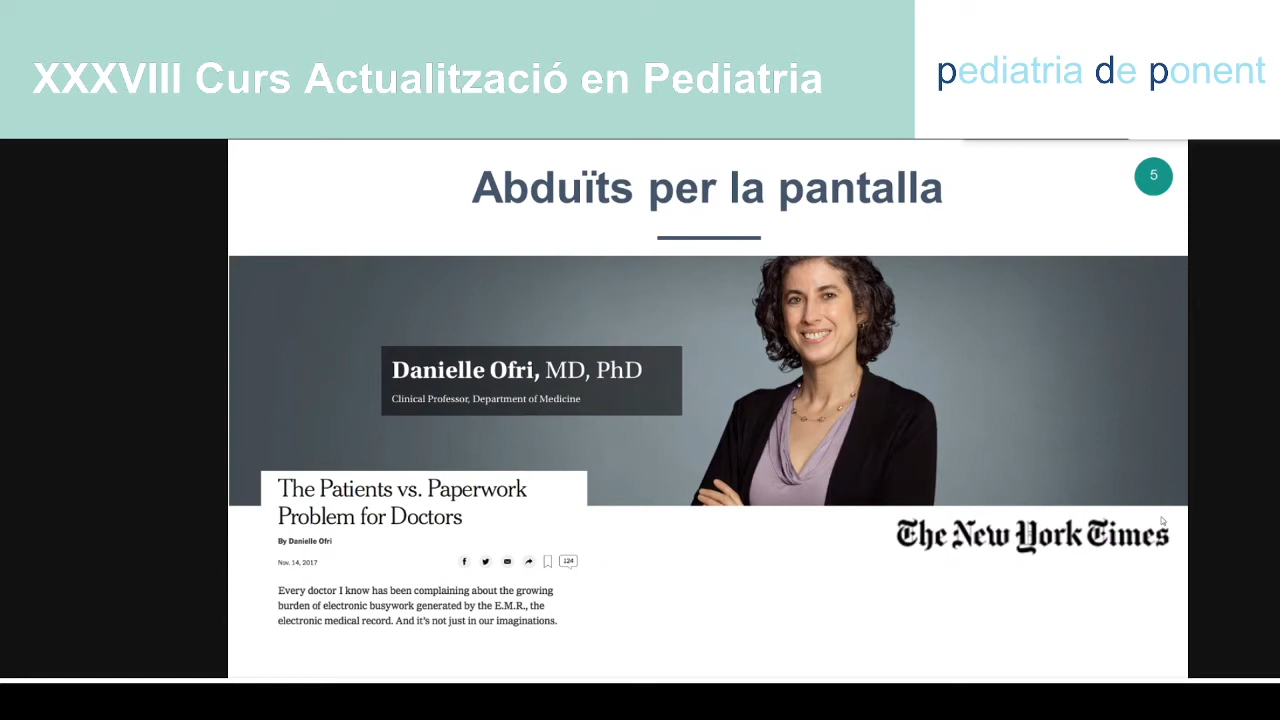 XXXVIII Curs Actualització en Pediatria
pediatria de ponent
Abduïts per la pantalla
5
Danielle Ofri, MD, PhD
Clinical Professor, Department of Medicine
The Patients vs. Paperwork
Problem for Doctors
By Danielle Ofri
Nov. 14, 2017
124
The New York Times
Every doctor I know has been complaining about the growing
burden of electronic busywork generated by the E.M.R., the
electronic medical record. And it's not just in our imaginations.